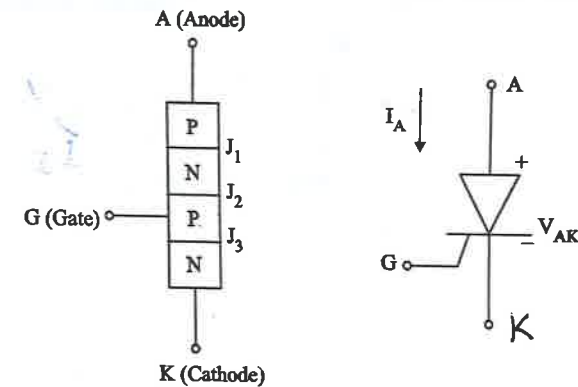 A (Anode)
P
J1
N
J2
G (Gate)
P
J3
N
K (Cathode)
A
IA
+
VAK
−
G
K